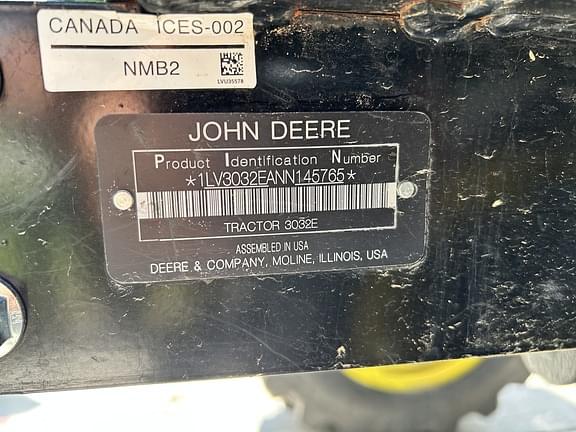 CANADA ICES-002
NMB2
LVU35578
JOHN DEERE
Product Identification Number
*1LV3032EANN145765*
TRACTOR 3032E
ASSEMBLED IN USA
DEERE & COMPANY, MOLINE, ILLINOIS, USA